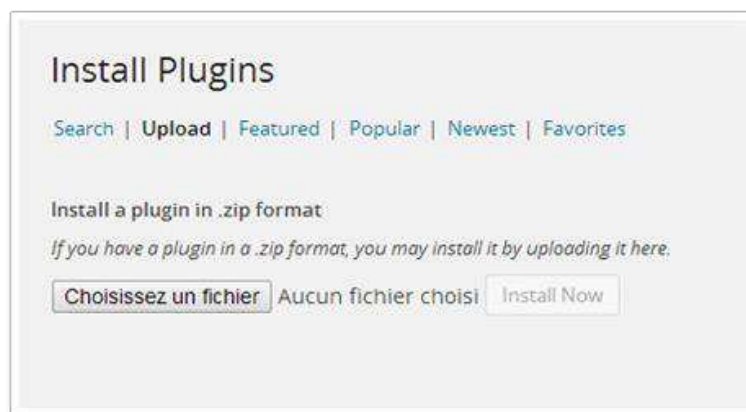 Install Plugins
Search | Upload | Featured | Popular | Newest | Favorites
Install a plugin in .zip format
If you have a plugin in a .zip format, you may install it by uploading it here.
Choisissez un fichier Aucun fichier choisi Install Now